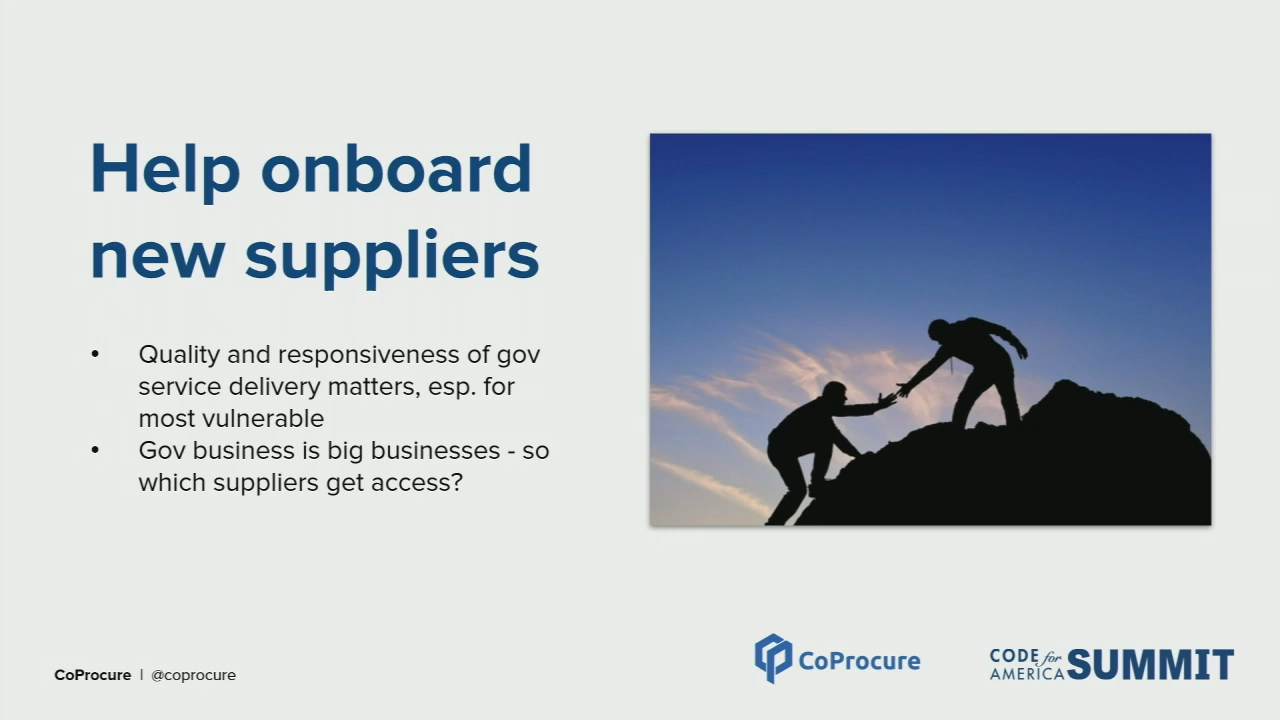 Help onboard
new suppliers
• Quality and responsiveness of gov
service delivery matters, esp. for
most vulnerable
• Gov business is big businesses - so
which suppliers get access?
CoProcure | @coprocure
CoProcure
CODE for
AMERICA SUMMIT